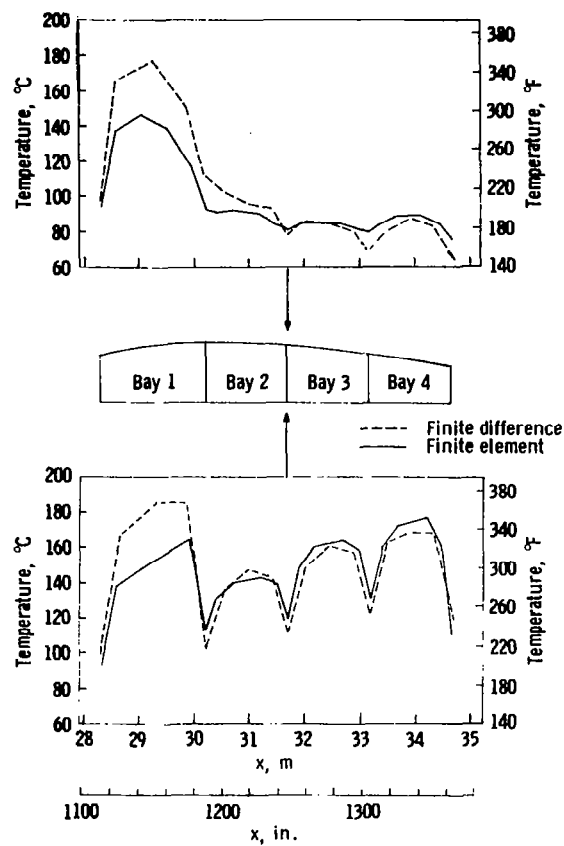 Temperature, °C
200
180
160
140
120
100
80
60
380
340
300
260
220
180
140
Temperature, °F
Bay 1
Bay 2
Bay 3
Bay 4
Finite difference
Finite element
Temperature, °C
200
180
160
140
120
100
80
60
380
340
300
260
220
180
140
Temperature, °F
28 29 30 31 32 33 34 35
x, m
1100 1200 1300
x, in.